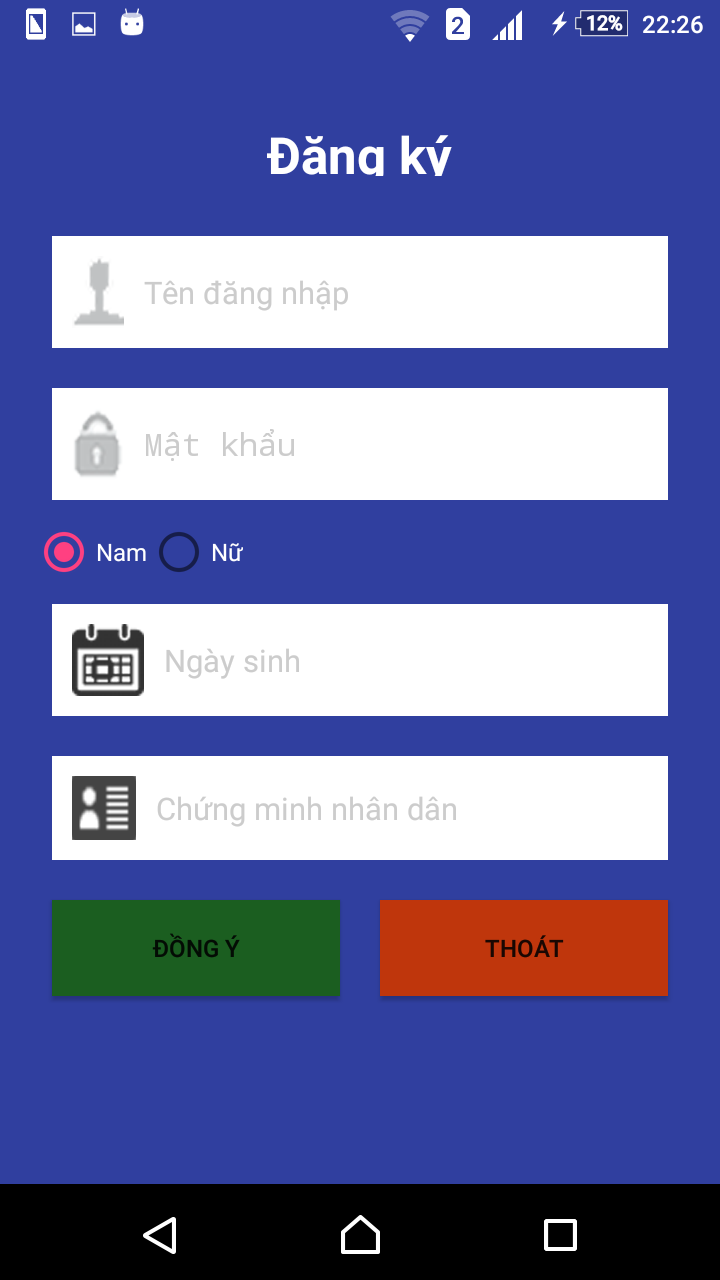 2 12% 22:26
Đăng ký
Tên đăng nhập
Mật khẩu
Nam Nữ
Ngày sinh
Chứng minh nhân dân
ĐỒNG Ý THOÁT